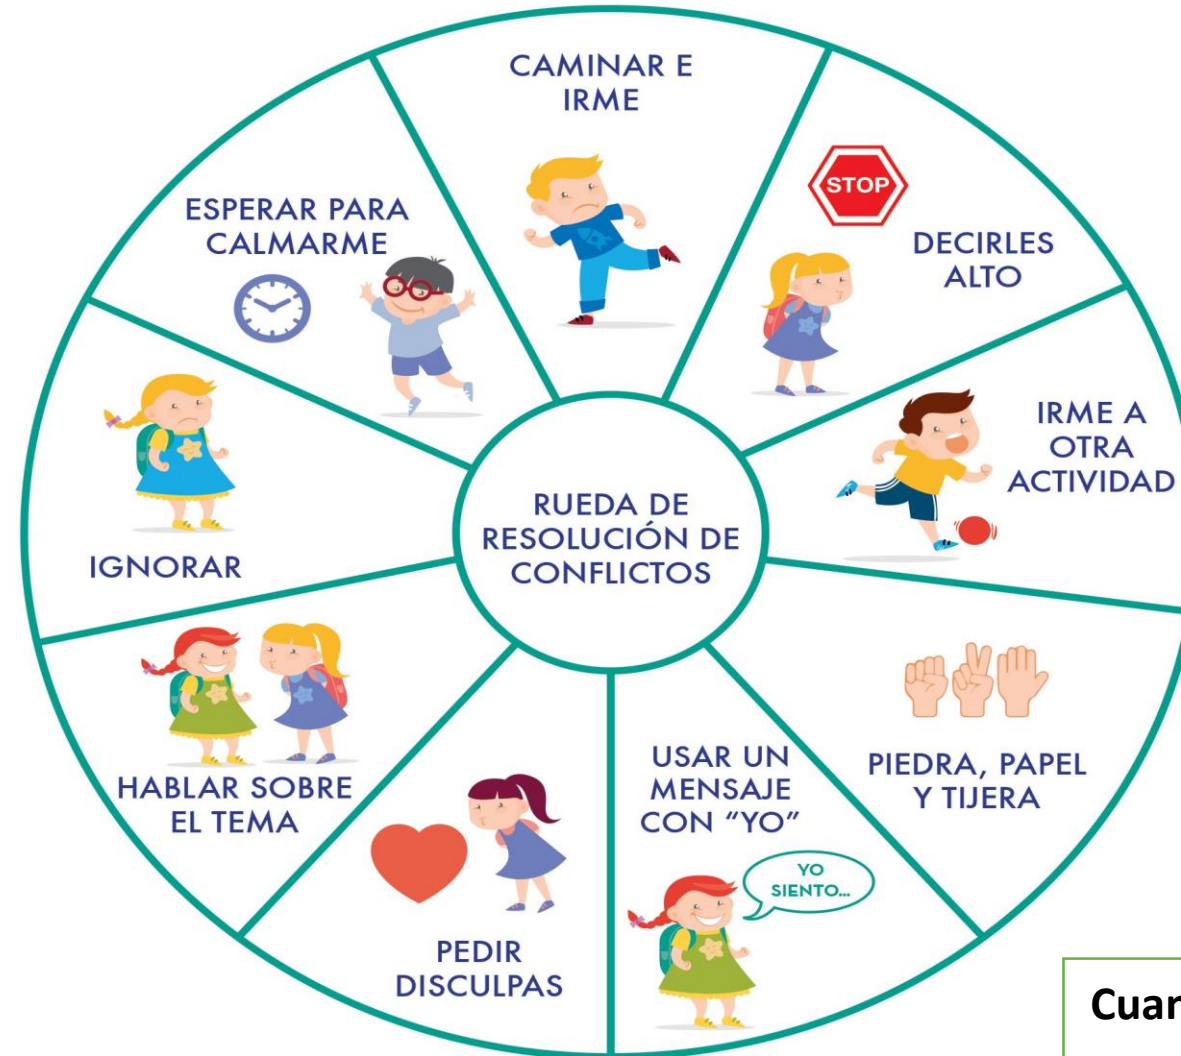 CAMINAR E
IRME
STOP
DECIRLES
ALTO
IRME A
OTRA
ACTIVIDAD
PIEDRA, PAPEL
Y TIJERA
USAR UN
MENSAJE
CON “YO”
YO
SIENTO...
PEDIR
DISCULPAS
HABLAR SOBRE
EL TEMA
IGNORAR
ESPERAR PARA
CALMARME
RUEDA DE
RESOLUCIÓN DE
CONFLICTOS